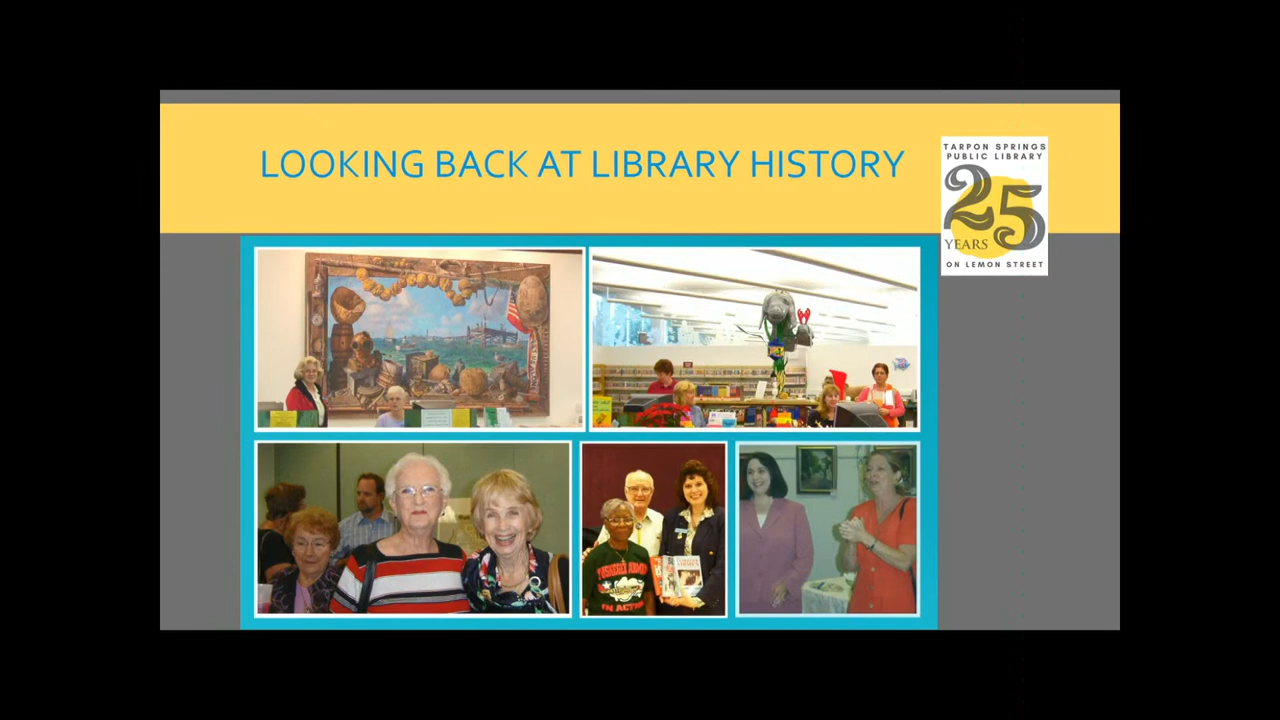 LOOKING BACK AT LIBRARY HISTORY
TARPON SPRINGS
PUBLIC LIBRARY
25
YEARS
ON LEMON STREET
TUSKEGEE AIRMEN
IN ACTION